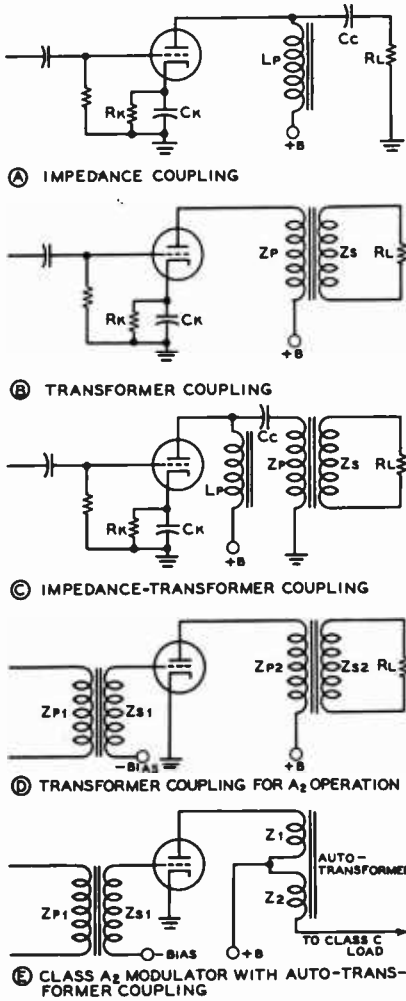 Cc
LP
RL
RK
CK
+B
Ⓐ IMPEDANCE COUPLING
ZP
ZS
RL
RK
CK
+B
Ⓑ TRANSFORMER COUPLING
Cc
LP
ZP
ZS
RL
RK
CK
+B
Ⓒ IMPEDANCE-TRANSFORMER COUPLING
ZP1
ZS1
ZP2
ZS2
RL
-BIAS
+B
Ⓓ TRANSFORMER COUPLING FOR A2 OPERATION
Z1
AUTO-
TRANSFORMER
Z2
ZP1
ZS1
-BIAS
+B
TO CLASS C
LOAD
Ⓔ CLASS A2 MODULATOR WITH AUTO-TRANS-
FORMER COUPLING